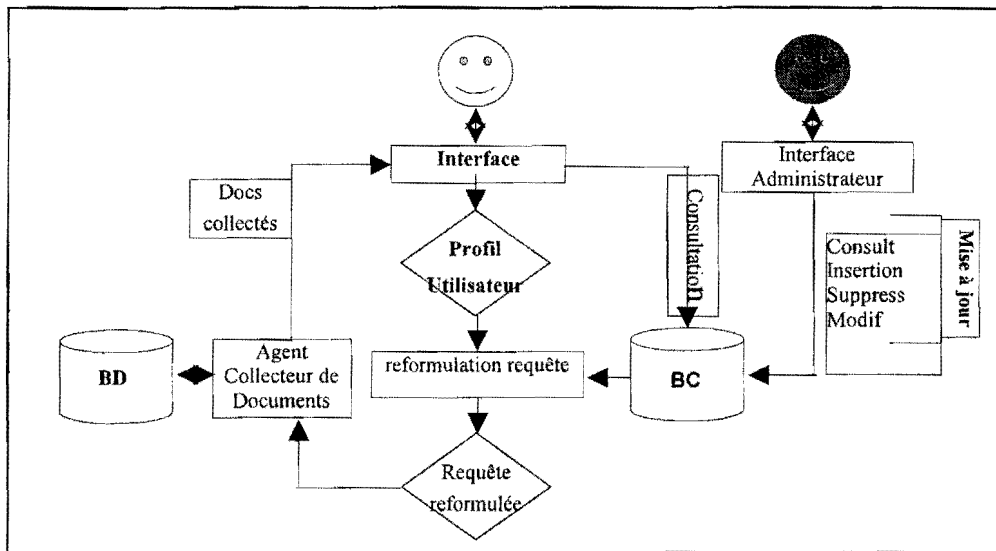 Interface
Interface
Administrateur
Docs
collectés
Consultation
Profil
Utilisateur
Consult
Insertion
Suppress
Modif
Mise à jour
BD
Agent
Collecteur de
Documents
reformulation requête
BC
Requête
reformulée